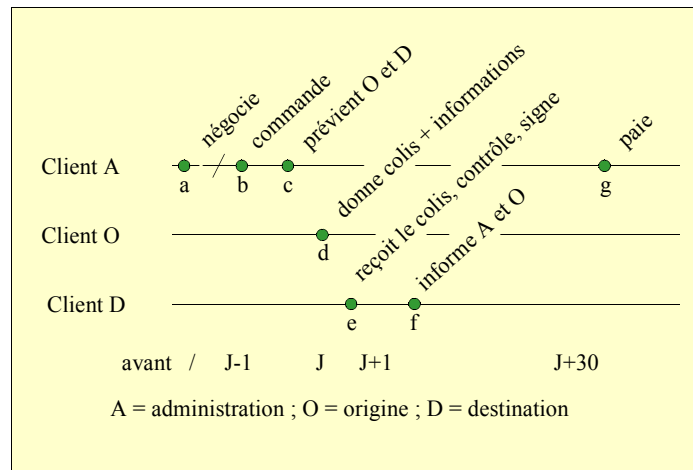 négocie
commande
prévient O et D
donne colis + informations
reçoit le colis, contrôle, signe
informe A et O
paie
Client A
a
b
c
g
Client O
d
Client D
e
f
avant / J-1 J J+1 J+30
A = administration ; O = origine ; D = destination